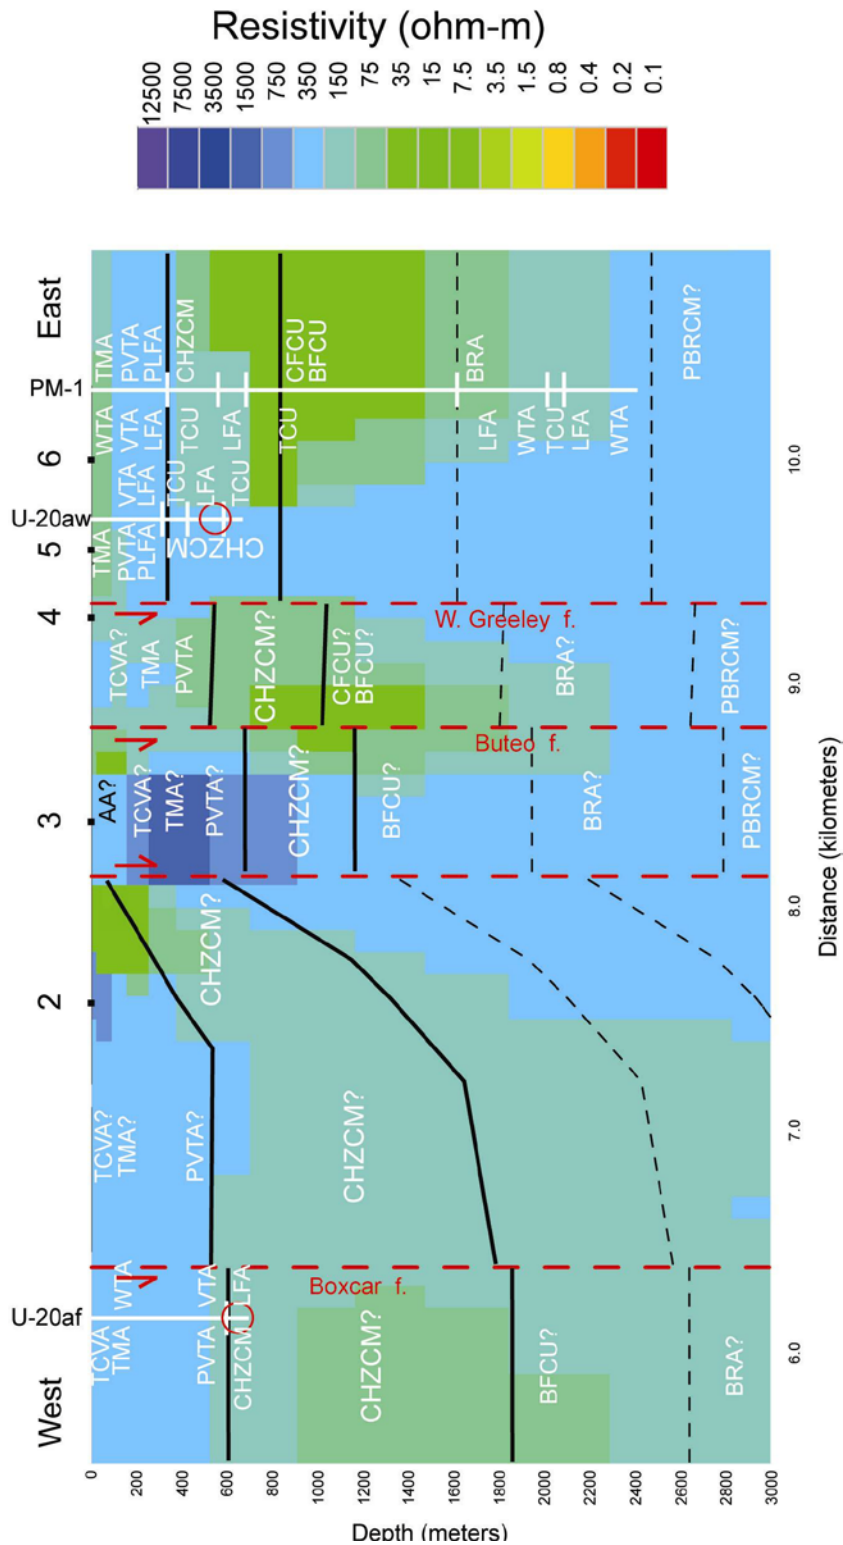 Resistivity (ohm-m)
12500
7500
3500
1500
750
350
150
75
35
15
7.5
3.5
1.5
0.8
0.4
0.2
0.1
West
U-20af
2
3
4
5
U-20aw
6
PM-1
East
TCVA
TMA
WTA
PVTA
VTA
CHZCM
LFA
CHZCM?
BFCU?
BRA?
Boxcar f.
TCVA?
TMA?
PVTA?
CHZCM?
CHZCM?
AA?
TCVA?
TMA?
PVTA?
CHZCM?
BFCU?
BRA?
PBRCM?
Buteo f.
TCVA?
TMA
PVTA
CHZCM?
CFCU?
BFCU?
BRA?
PBRCM?
W. Greeley f.
TMA
PVTA
PLFA
CHZCM
VTA
LFA
TCU
LFA
TCU
WTA
VTA
LFA
TCU
LFA
TCU
LFA
WTA
TCU
LFA
WTA
TMA
PVTA
PLFA
CHZCM
CFCU
BFCU
BRA
PBRCM?
0
200
400
600
800
1000
1200
1400
1600
1800
2000
2200
2400
2600
2800
3000
Depth (meters)
6.0
7.0
8.0
9.0
10.0
Distance (kilometers)